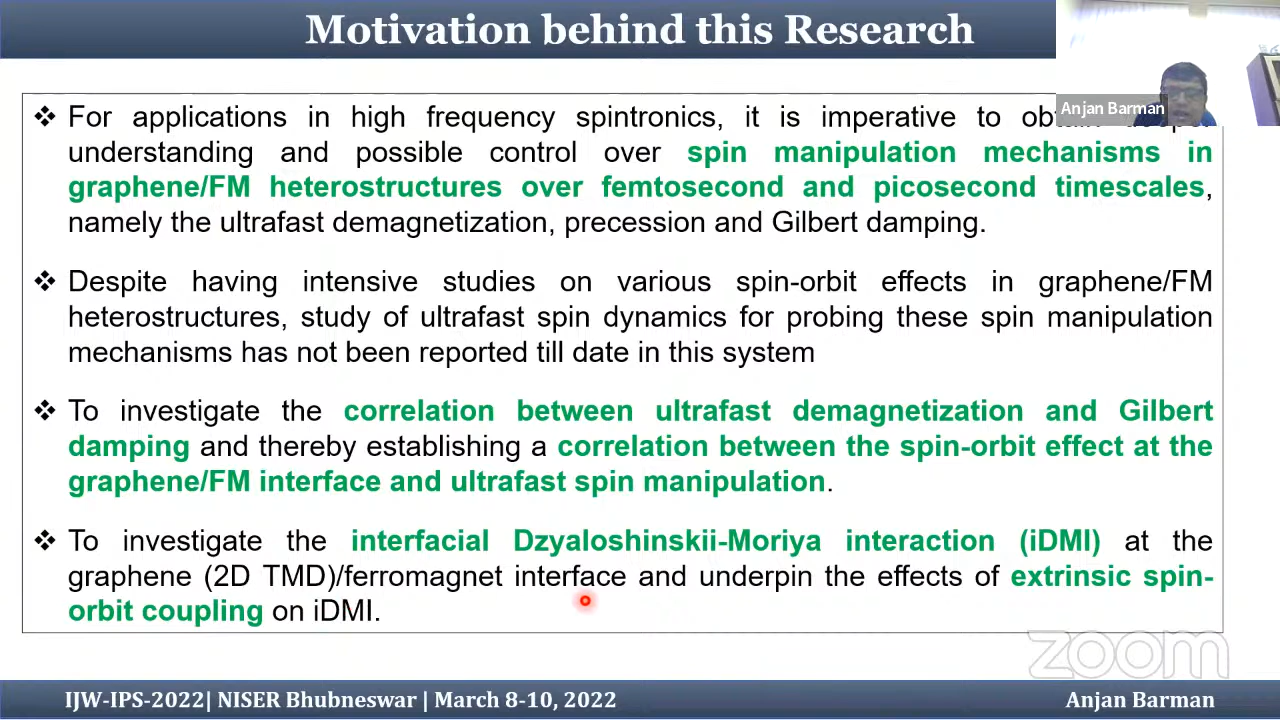 Motivation behind this Research
Anjan Barman
❖ For applications in high frequency spintronics, it is imperative to
understanding and possible control over spin manipulation mechanisms in
graphene/FM heterostructures over femtosecond and picosecond timescales,
namely the ultrafast demagnetization, precession and Gilbert damping.
❖ Despite having intensive studies on various spin-orbit effects in graphene/FM
heterostructures, study of ultrafast spin dynamics for probing these spin manipulation
mechanisms has not been reported till date in this system
❖ To investigate the correlation between ultrafast demagnetization and Gilbert
damping and thereby establishing a correlation between the spin-orbit effect at the
graphene/FM interface and ultrafast spin manipulation.
❖ To investigate the interfacial Dzyaloshinskii-Moriya interaction (iDMI) at the
graphene (2D TMD)/ferromagnet interface and underpin the effects of extrinsic spin-
orbit coupling on iDMI.
zoom
IJW-IPS-2022| NISER Bhubneswar | March 8-10, 2022
Anjan Barman